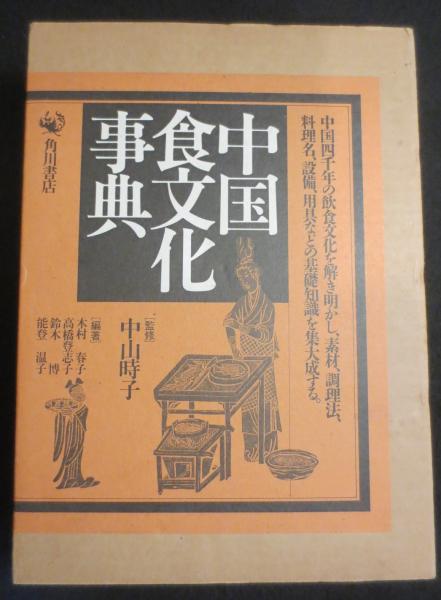 中国四千年の飲食文化を解き明かし、素材、調理法、
料理名、設備、用具などの基礎知識を集大成する。
中国
食文化
事典
[監修]
中山時子
[編著]
木村春子
高橋登志子
鈴木博
能登温子
角川書店